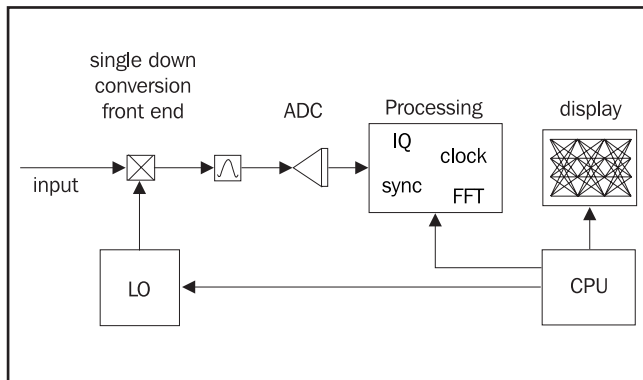 single down
conversion
front end
ADC
Processing
display
IQ
clock
sync
FFT
input
LO
CPU